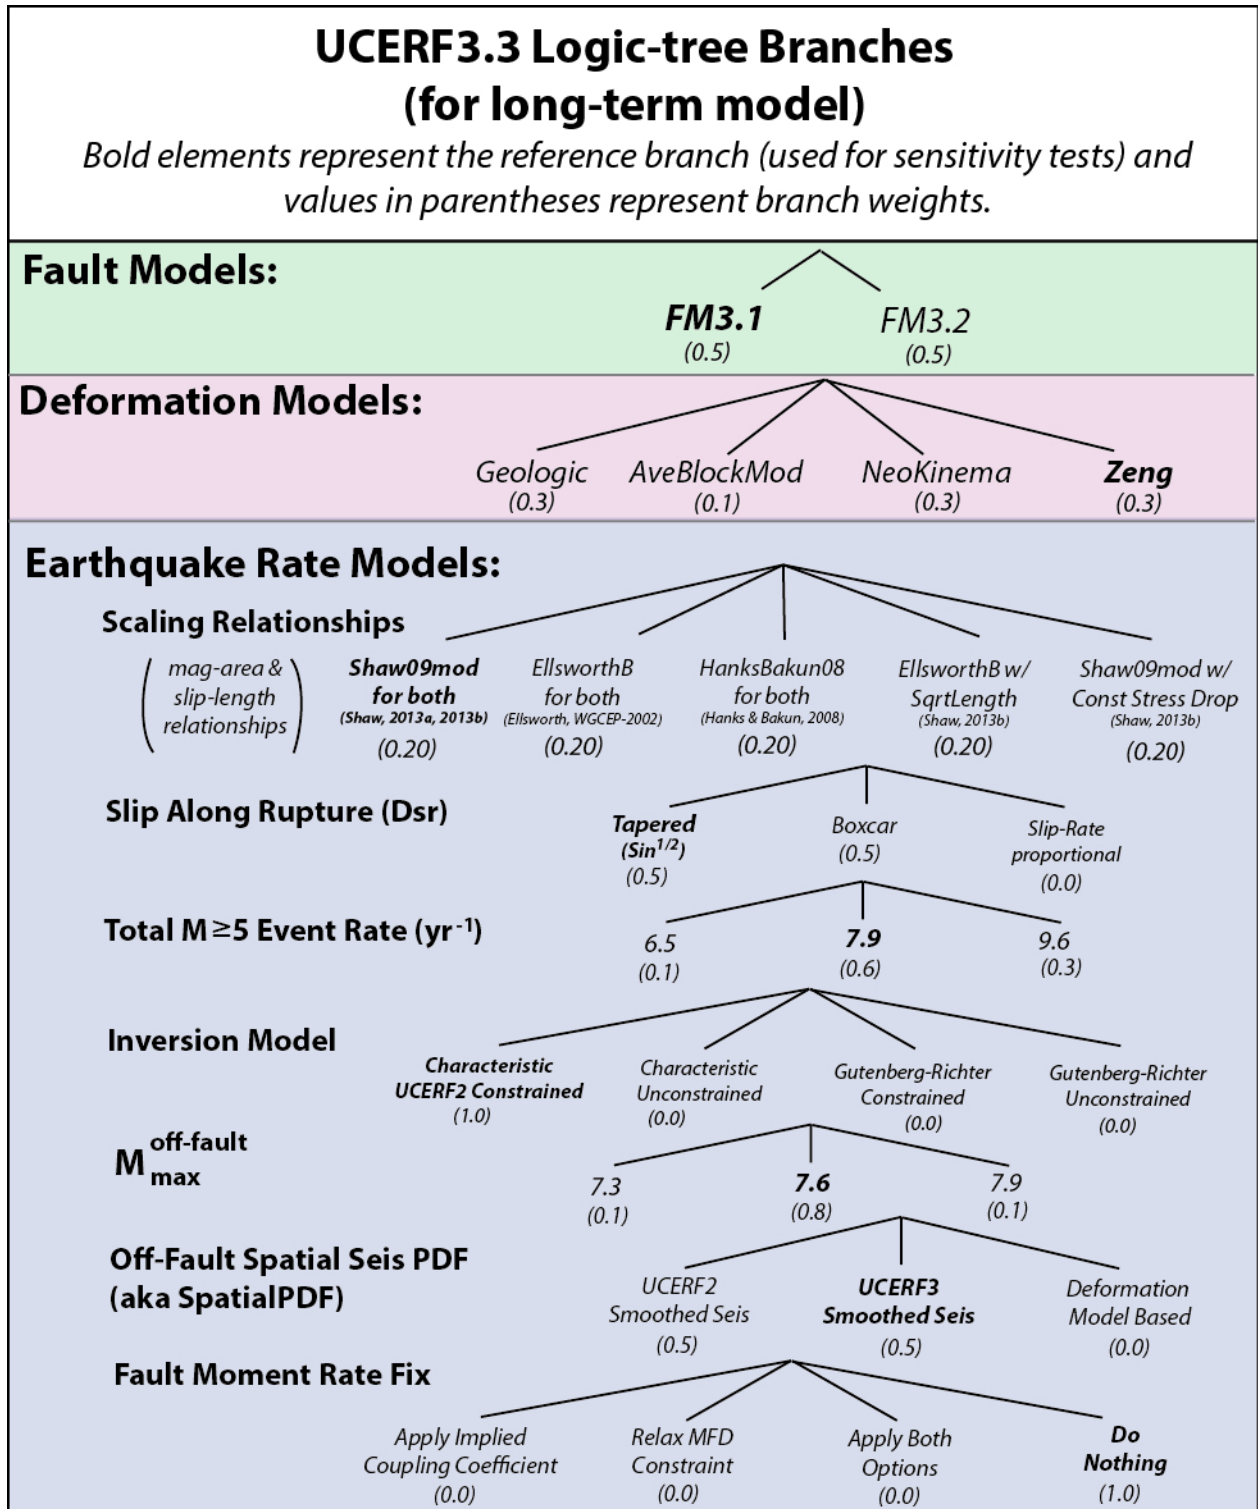 UCERF3.3 Logic-tree Branches
(for long-term model)
Bold elements represent the reference branch (used for sensitivity tests) and
values in parentheses represent branch weights.
Fault Models:
FM3.1 FM3.2
(0.5) (0.5)
Deformation Models:
Geologic AveBlockMod NeoKinema Zeng
(0.3) (0.1) (0.3) (0.3)
Earthquake Rate Models:
Scaling Relationships
( mag-area & slip-length relationships )
Shaw09mod
for both
(Shaw, 2013a, 2013b)
(0.20)
EllsworthB
for both
(Ellsworth, WGCEP-2002)
(0.20)
HanksBakun08
for both
(Hanks & Bakun, 2008)
(0.20)
EllsworthB w/
SqrtLength
(Shaw, 2013b)
(0.20)
Shaw09mod w/
Const Stress Drop
(Shaw, 2013b)
(0.20)
Slip Along Rupture (Dsr)
Tapered
(Sin1/2)
(0.5)
Boxcar
(0.5)
Slip-Rate
proportional
(0.0)
Total M≥5 Event Rate (yr-1)
6.5 7.9 9.6
(0.1) (0.6) (0.3)
Inversion Model
Characteristic
UCERF2 Constrained
(1.0)
Characteristic
Unconstrained
(0.0)
Gutenberg-Richter
Constrained
(0.0)
Gutenberg-Richter
Unconstrained
(0.0)
M off-fault
max
7.3 7.6 7.9
(0.1) (0.8) (0.1)
Off-Fault Spatial Seis PDF
(aka SpatialPDF)
UCERF2
Smoothed Seis
(0.5)
UCERF3
Smoothed Seis
(0.5)
Deformation
Model Based
(0.0)
Fault Moment Rate Fix
Apply Implied
Coupling Coefficient
(0.0)
Relax MFD
Constraint
(0.0)
Apply Both
Options
(0.0)
Do
Nothing
(1.0)